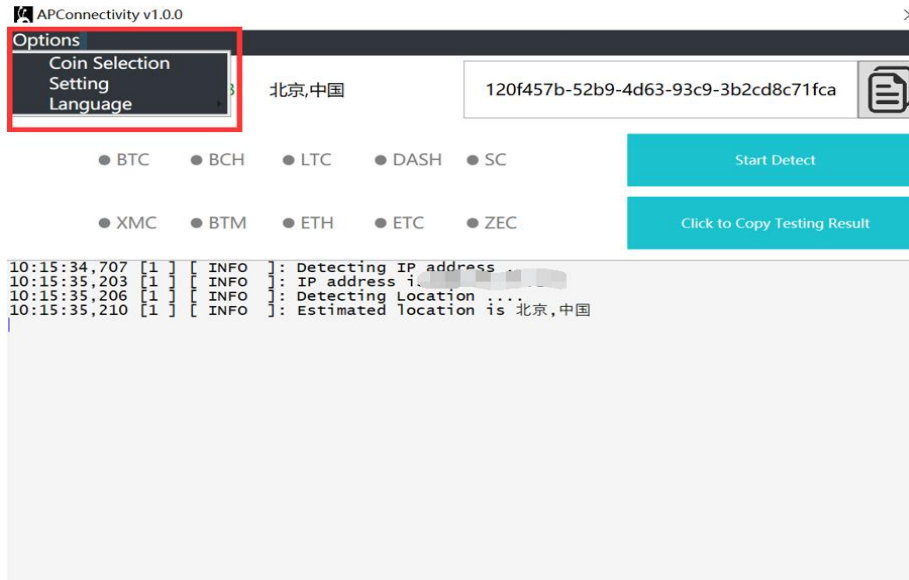 APConnectivity v1.0.0
Options
Coin Selection
Setting
Language
北京,中国
120f457b-52b9-4d63-93c9-3b2cd8c71fca
BTC BCH LTC DASH SC
Start Detect
XMC BTM ETH ETC ZEC
Click to Copy Testing Result
10:15:34,707 [1 ] [ INFO ]: Detecting IP address .
10:15:35,203 [1 ] [ INFO ]: IP address i
10:15:35,206 [1 ] [ INFO ]: Detecting Location ....
10:15:35,210 [1 ] [ INFO ]: Estimated location is 北京,中国